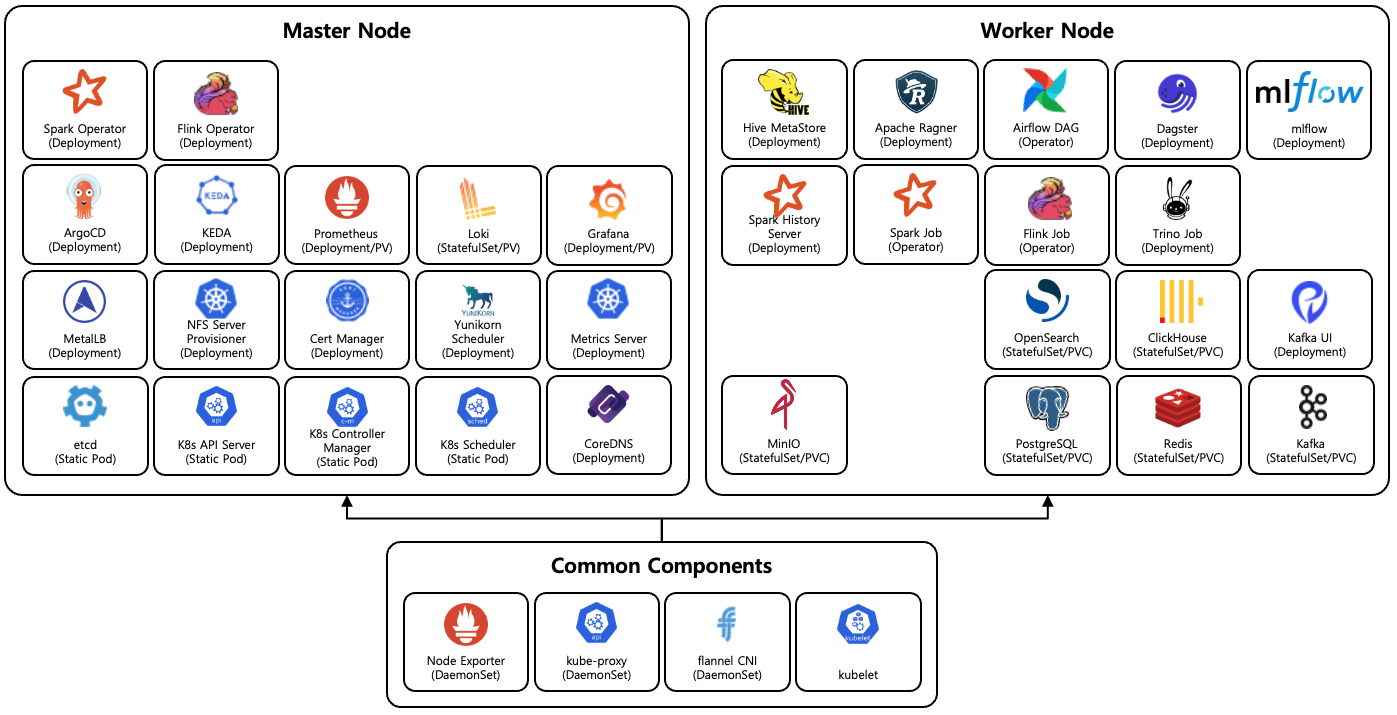 Master Node
Spark Operator
(Deployment)
Flink Operator
(Deployment)
ArgoCD
(Deployment)
KEDA
KEDA
(Deployment)
Prometheus
(Deployment/PV)
Loki
(StatefulSet/PV)
Grafana
(Deployment/PV)
MetalLB
(Deployment)
NFS Server
Provisioner
(Deployment)
Cert Manager
(Deployment)
YUNIKORN
Yunikorn
Scheduler
(Deployment)
Metrics Server
(Deployment)
etcd
(Static Pod)
api
K8s API Server
(Static Pod)
c-m
K8s Controller
Manager
(Static Pod)
sched
K8s Scheduler
(Static Pod)
CoreDNS
(Deployment)
Worker Node
HIVE
Hive MetaStore
(Deployment)
R
Apache Ragner
(Deployment)
Airflow DAG
(Operator)
Dagster
(Deployment)
mlflow
mlflow
(Deployment)
Spark History
Server
(Deployment)
Spark Job
(Operator)
Flink Job
(Operator)
Trino Job
(Deployment)
OpenSearch
(StatefulSet/PVC)
ClickHouse
(StatefulSet/PVC)
Kafka UI
(Deployment)
MinIO
(StatefulSet/PVC)
PostgreSQL
(StatefulSet/PVC)
Redis
(StatefulSet/PVC)
Kafka
(StatefulSet/PVC)
Common Components
Node Exporter
(DaemonSet)
api
kube-proxy
(DaemonSet)
flannel CNI
(DaemonSet)
kubelet
kubelet